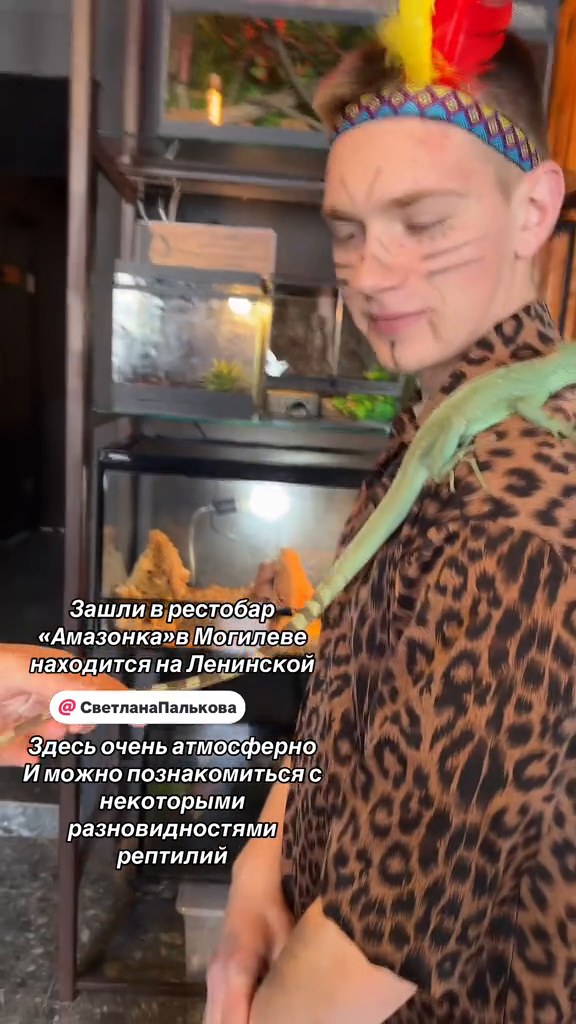 Зашли в рестобар
«Амазонка»в Могилеве
находится на Ленинской
@ СветланаПалькова
Здесь очень атмосферно
И можно познакомиться с
некоторыми
разновидностями
рептилий